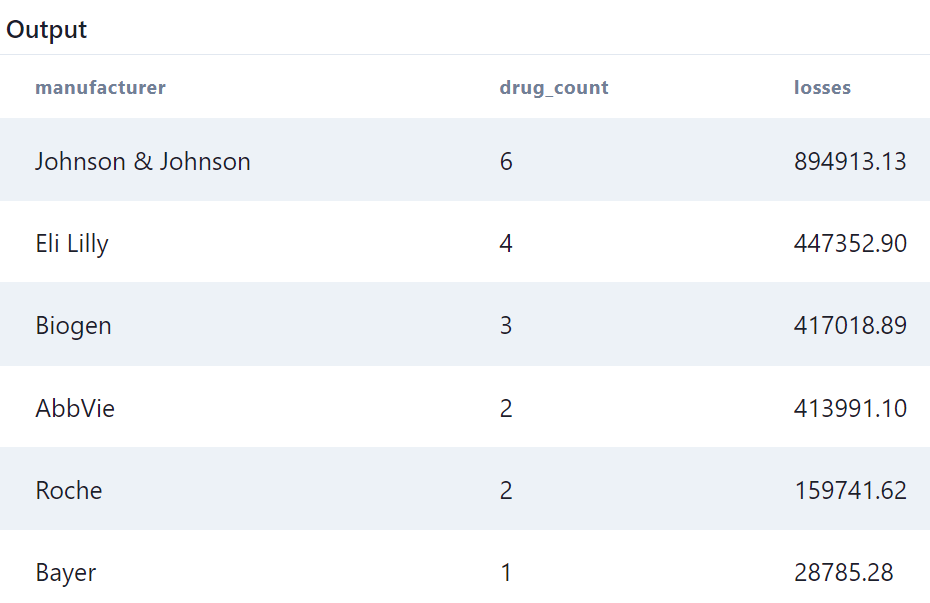 Output
manufacturer drug_count losses
Johnson & Johnson 6 894913.13
Eli Lilly 4 447352.90
Biogen 3 417018.89
AbbVie 2 413991.10
Roche 2 159741.62
Bayer 1 28785.28